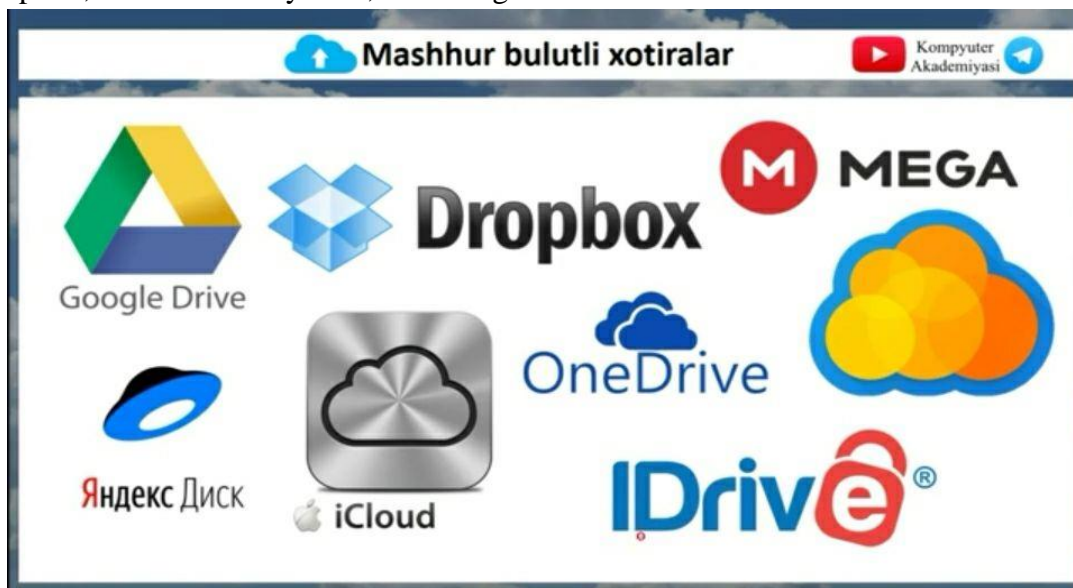 Mashhur bulutli xotiralar
Kompyuter
Akademiyasi
MEGA
Dropbox
Google Drive
OneDrive
Яндекс Диск
iCloud
IDrive®